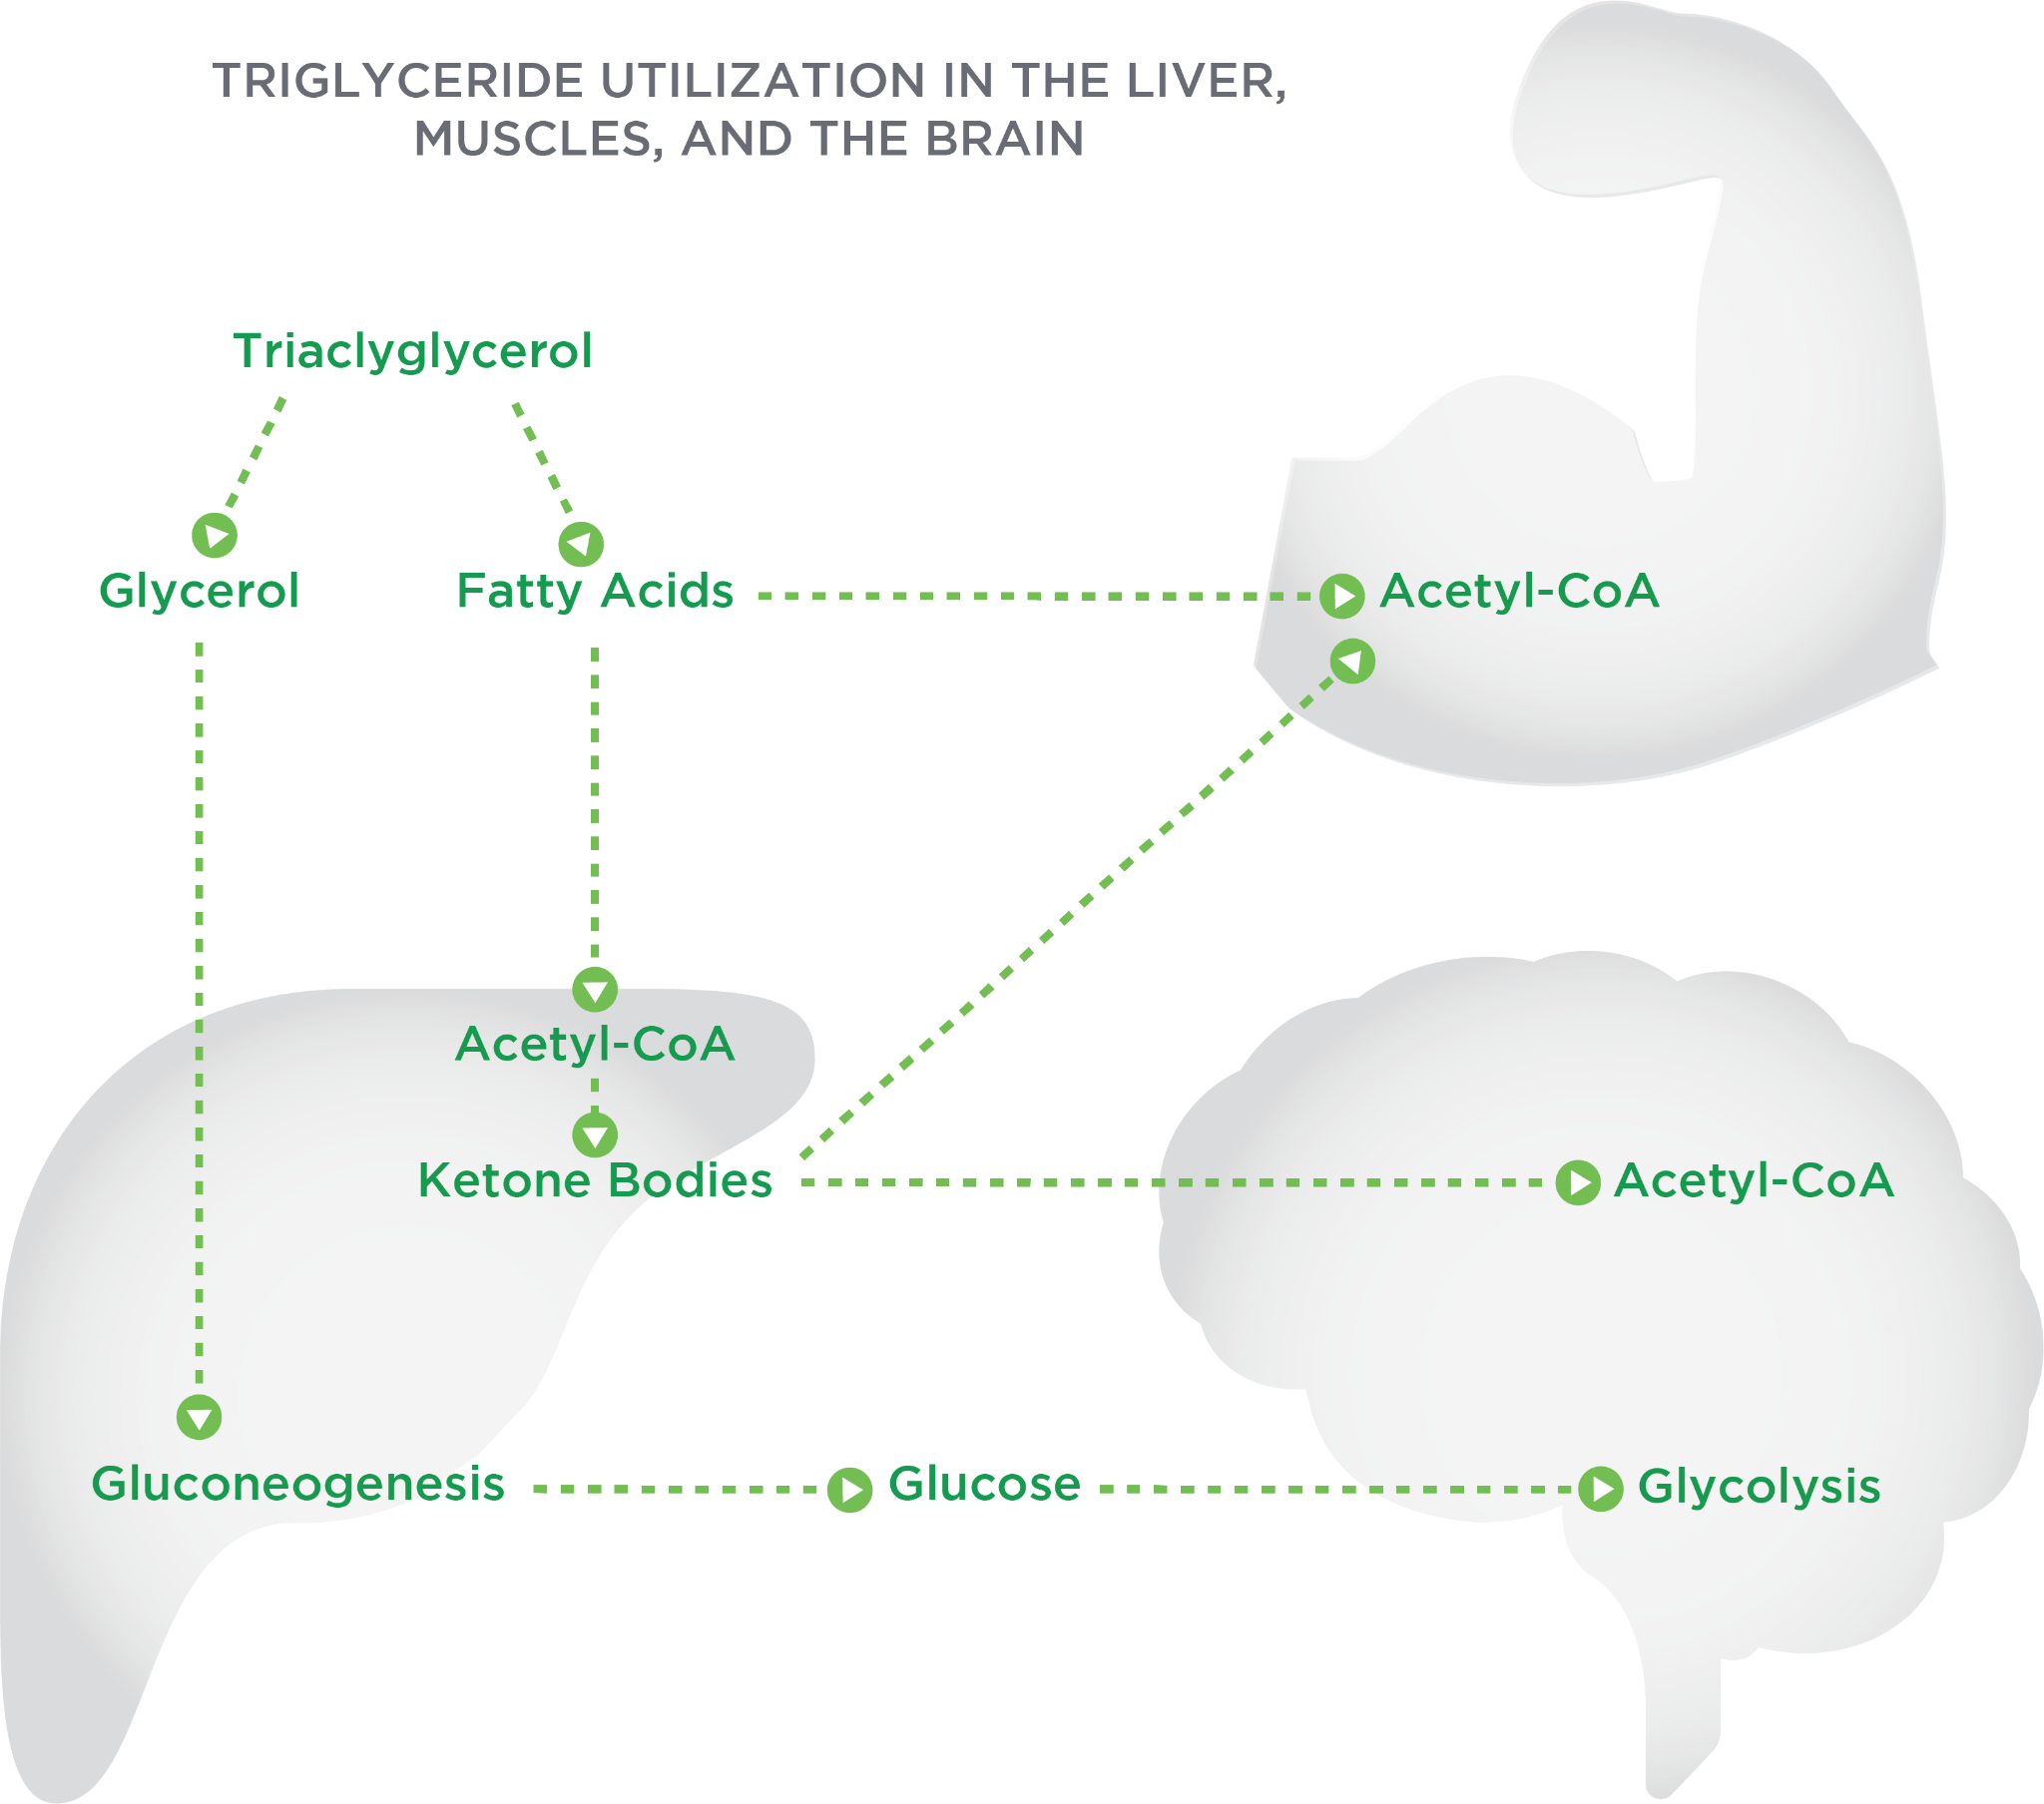 TRIGLYCERIDE UTILIZATION IN THE LIVER,
MUSCLES, AND THE BRAIN
Triaclyglycerol
Glycerol
Fatty Acids
Acetyl-CoA
Acetyl-CoA
Ketone Bodies
Acetyl-CoA
Gluconeogenesis
Glucose
Glycolysis